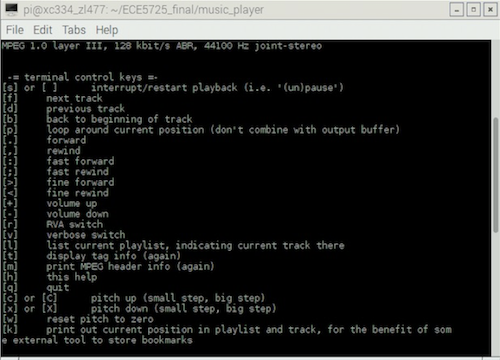 pi@xc334_zl477: ~/ECE5725_final/music_player
File Edit Tabs Help
MPEG 1.0 layer III, 128 kbit/s ABR, 44100 Hz joint-stereo
-= terminal control keys =-
[s] or [ ] interrupt/restart playback (i.e. '(un)pause')
[f] next track
[d] previous track
[b] back to beginning of track
[p] loop around current position (don't combine with output buffer)
[.] forward
[,] rewind
[:] fast forward
[;] fast rewind
[>] fine forward
[<] fine rewind
[+] volume up
[-] volume down
[r] RVA switch
[v] verbose switch
[l] list current playlist, indicating current track there
[t] display tag info (again)
[m] print MPEG header info (again)
[h] this help
[q] quit
[c] or [C] pitch up (small step, big step)
[x] or [X] pitch down (small step, big step)
[w] reset pitch to zero
[k] print out current position in playlist and track, for the benefit of som
e external tool to store bookmarks